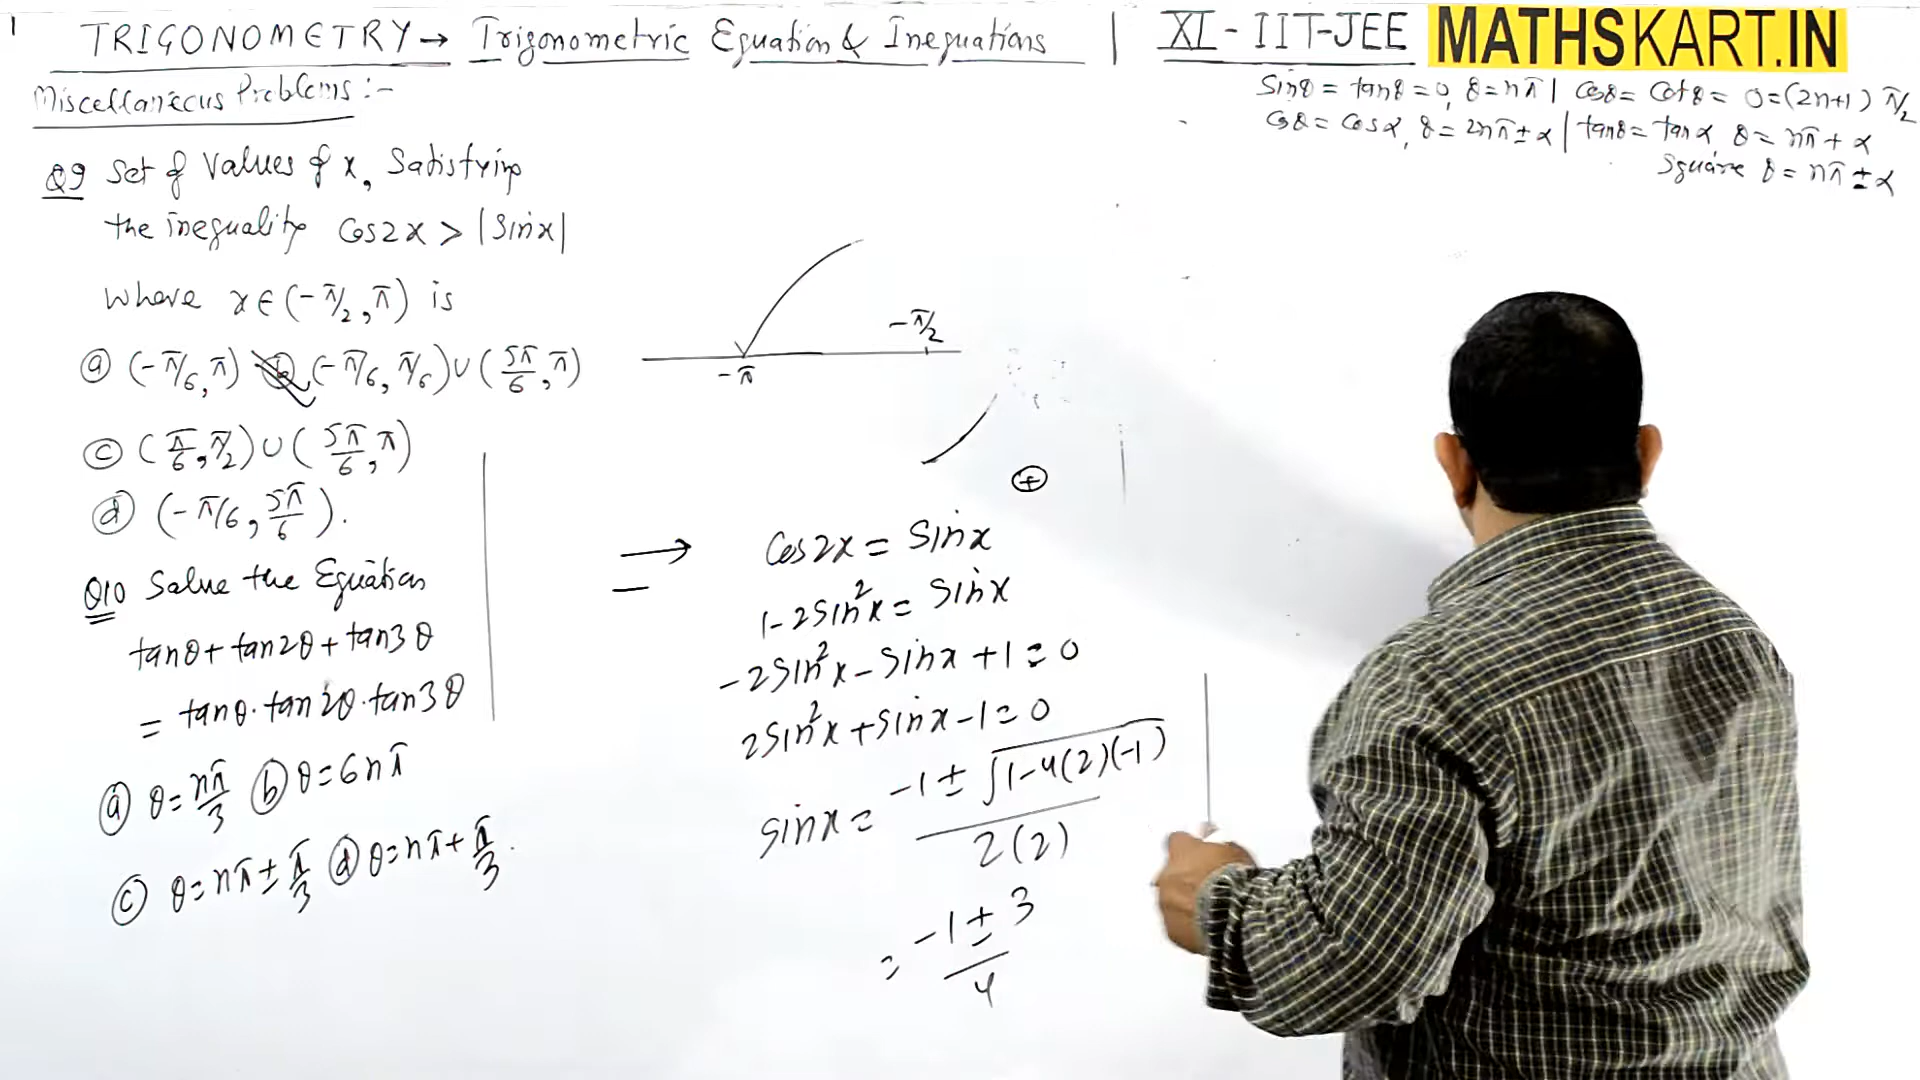 1
TRIGONOMETRY → Trigonometric Equation & Inequations | XI - IIT-JEE
MATHSKART.IN
Miscellaneous Problems :-
Sinθ = tanθ = 0, θ = nπ | Cosθ = Cotθ = 0 = (2n+1) π/2
Cosθ = Cosα, θ = 2nπ ± α | tanθ = tanα, θ = nπ + α
Square θ = nπ ± α
Q9 Set of Values of x, Satisfying
the inequality Cos2x > |Sinx|
Where x ∈ (-π/2, π) is
(a) (-π/6, π) (b) (-π/6, π/6) ∪ (5π/6, π)
(c) (π/6, π/2) ∪ (5π/6, π)
(d) (-π/6, 5π/6).
Q10 Solve the Equation
tanθ + tan2θ + tan3θ
= tanθ . tan2θ . tan3θ
(a) θ = nπ/3 (b) θ = 6nπ
(c) θ = nπ ± π/3 (d) θ = nπ + π/3.
-π/2
-π
+
→ Cos2x = Sinx
1 - 2Sin²x = Sinx
-2Sin²x - Sinx + 1 = 0
2Sin²x + Sinx - 1 = 0
Sinx = (-1 ± √(1-4(2)(-1))) / 2(2)
= (-1 ± 3) / 4